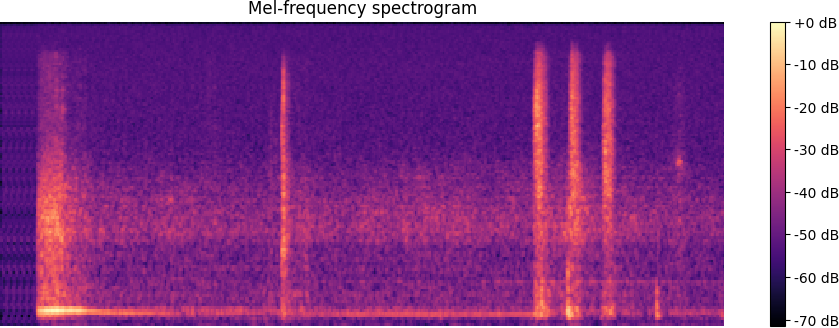 Mel-frequency spectrogram
+0 dB
-10 dB
-20 dB
-30 dB
-40 dB
-50 dB
-60 dB
-70 dB